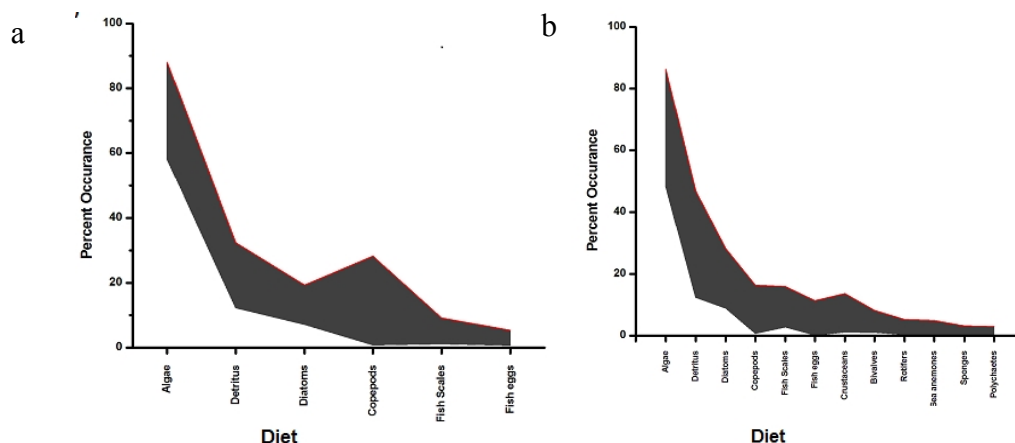 a
100
80
60
40
20
0
Percent Occurance
Algae
Detritus
Diatoms
Copepods
Fish Scales
Fish eggs
Diet
b
100
80
60
40
20
0
Percent Occurance
Algae
Detritus
Diatoms
Copepods
Fish Scales
Fish eggs
Crustaceans
Bivalves
Rotifers
Sea anemones
Sponges
Polychaetes
Diet